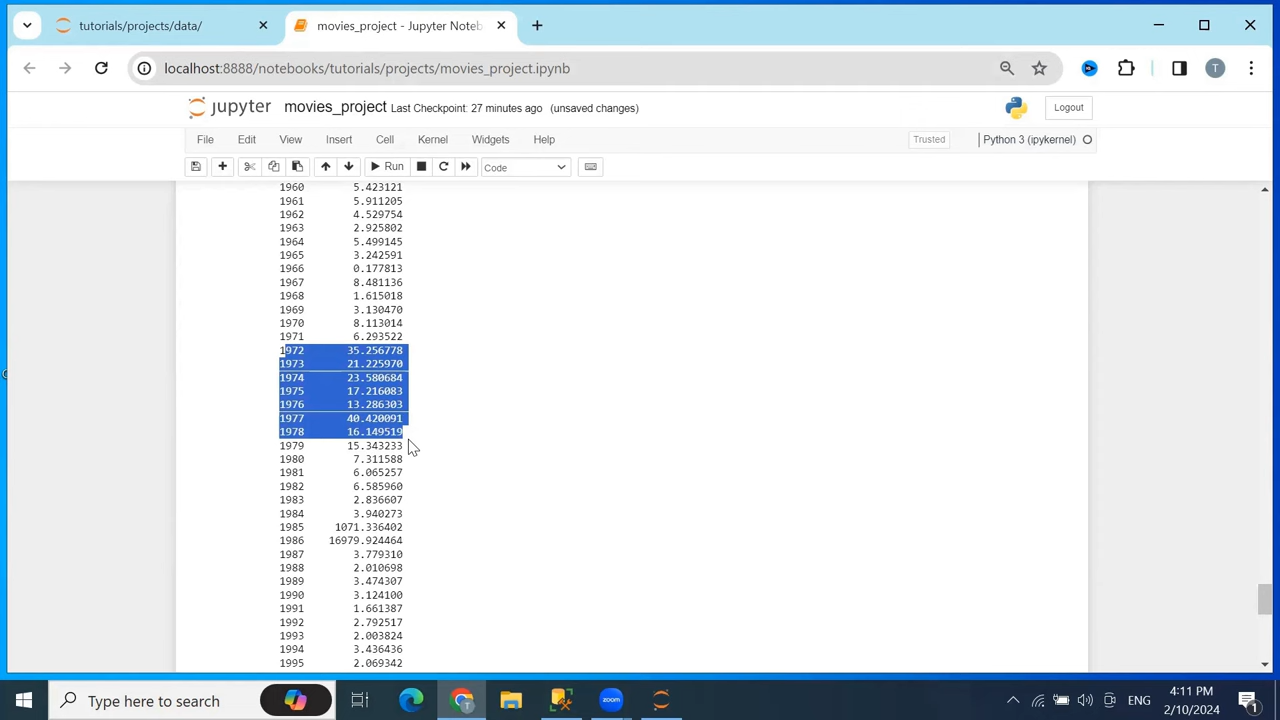 tutorials/projects/data/
movies_project - Jupyter Noteb
localhost:8888/notebooks/tutorials/projects/movies_project.ipynb
T
jupyter movies_project Last Checkpoint: 27 minutes ago (unsaved changes)
Logout
File Edit View Insert Cell Kernel Widgets Help
Trusted
Python 3 (ipykernel)
Run
Code
1960 5.423121
1961 5.911205
1962 4.529754
1963 2.925802
1964 5.499145
1965 3.242591
1966 0.177813
1967 8.481136
1968 1.615018
1969 3.130470
1970 8.113014
1971 6.293522
1972 35.256778
1973 21.225970
1974 23.580684
1975 17.216083
1976 13.286303
1977 40.420091
1978 16.149519
1979 15.343233
1980 7.311588
1981 6.065257
1982 6.585960
1983 2.836607
1984 3.940273
1985 1071.336402
1986 16979.924464
1987 3.779310
1988 2.010698
1989 3.474307
1990 3.124100
1991 1.661387
1992 2.792517
1993 2.003824
1994 3.436436
1995 2.069342
Type here to search
zoom
ENG
4:11 PM
2/10/2024
1